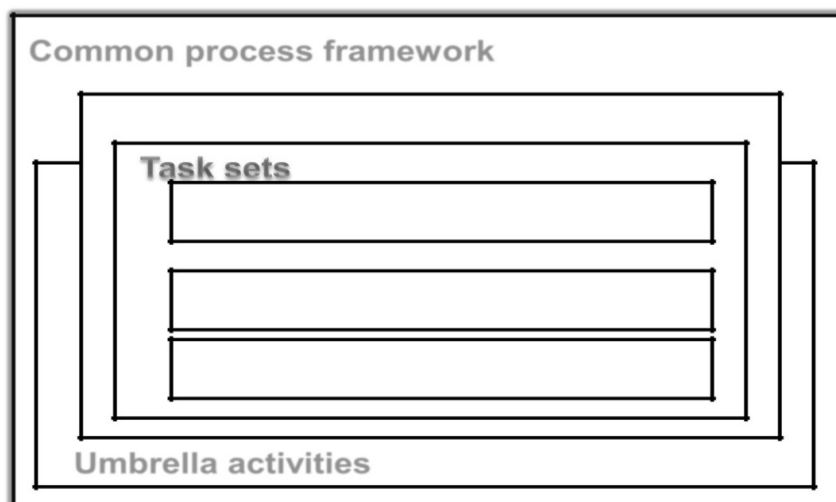 Common process framework
Task sets
Umbrella activities